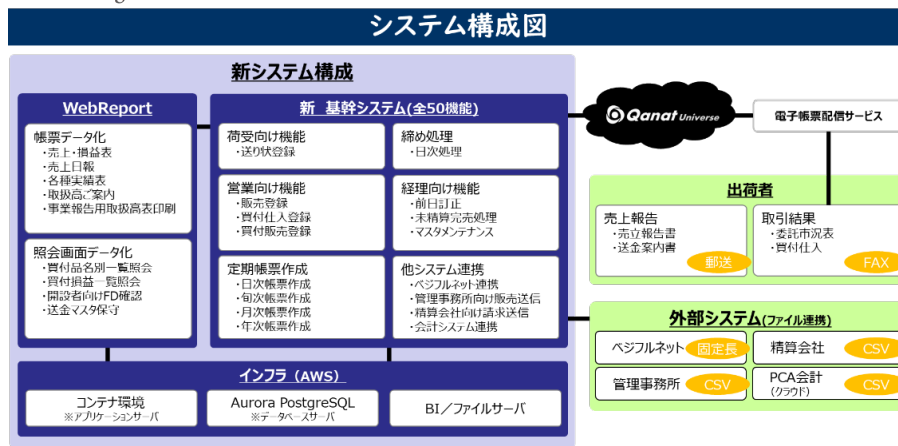 システム構成図
新システム構成
WebReport
帳票データ化
・売上・損益表
・売上日報
・各種実績表
・取扱高ご案内
・事業報告用取扱高表印刷
照会画面データ化
・買付品名別一覧照会
・買付損益一覧照会
・開設者向けFD確認
・送金マスタ保守
新 基幹システム(全50機能)
荷受向け機能
・送り状登録
締め処理
・日次処理
営業向け機能
・販売登録
・買付仕入登録
・買付販売登録
経理向け機能
・前日訂正
・未精算完売処理
・マスタメンテナンス
定期帳票作成
・日次帳票作成
・旬次帳票作成
・月次帳票作成
・年次帳票作成
他システム連携
・ベジフルネット連携
・管理事務所向け販売送信
・精算会社向け請求送信
・会計システム連携
インフラ（AWS）
コンテナ環境
※アプリケーションサーバ
Aurora PostgreSQL
※データベースサーバ
BI／ファイルサーバ
Qanat Universe
電子帳票配信サービス
出荷者
売上報告
・売立報告書
・送金案内書
郵送
取引結果
・委託市況表
・買付仕入
FAX
外部システム(ファイル連携)
ベジフルネット 固定長
精算会社 CSV
管理事務所 CSV
PCA会計 CSV
(クラウド)